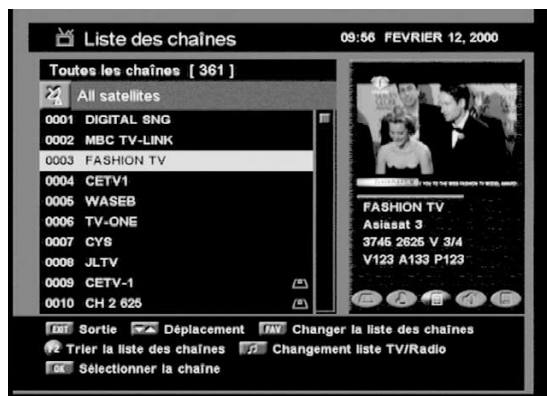 Liste des chaînes
09:56 FEVRIER 12, 2000
Toutes les chaînes [ 361 ]
All satellites
0001 DIGITAL SNG
0002 MBC TV-LINK
0003 FASHION TV
0004 CETV1
0005 WASEB
0006 TV-ONE
0007 CYS
0008 JLTV
0009 CETV-1
0010 CH 2 625
FASHION TV
Asiasat 3
3745 2625 V 3/4
V123 A133 P123
EXIT Sortie Déplacement FAV Changer la liste des chaînes
F2 Trier la liste des chaînes Changement liste TV/Radio
OK Sélectionner la chaîne